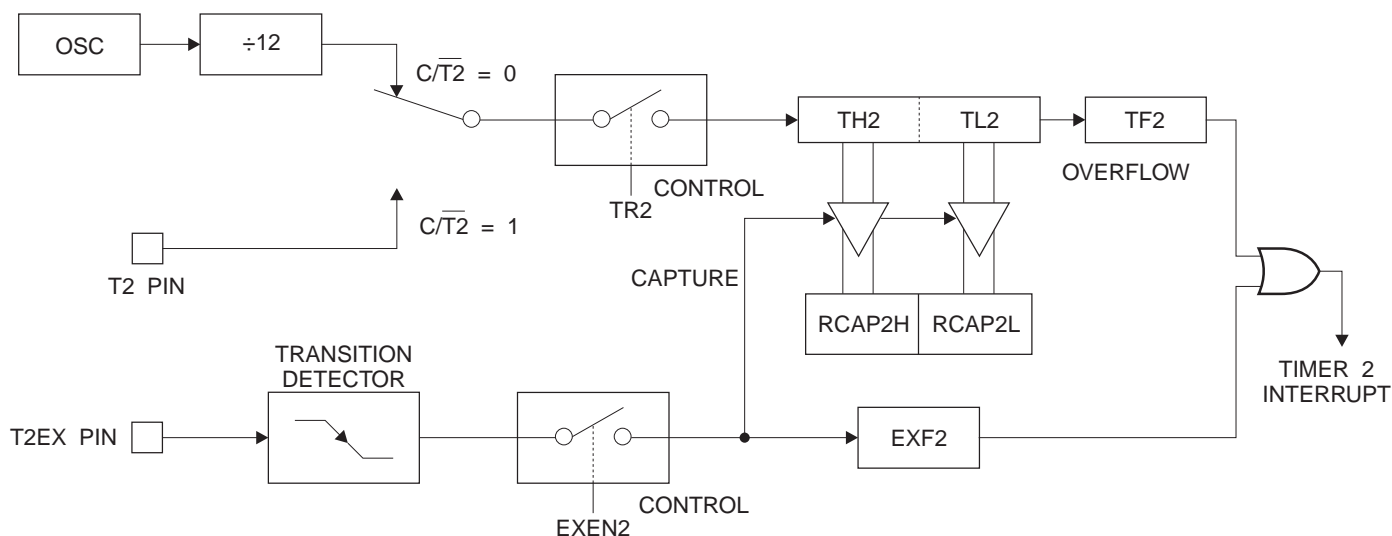 OSC
÷12
C/T2̅ = 0
TH2
TL2
TF2
OVERFLOW
CONTROL
TR2
C/T2̅ = 1
T2 PIN
CAPTURE
RCAP2H
RCAP2L
TRANSITION
DETECTOR
TIMER 2
INTERRUPT
T2EX PIN
EXF2
CONTROL
EXEN2